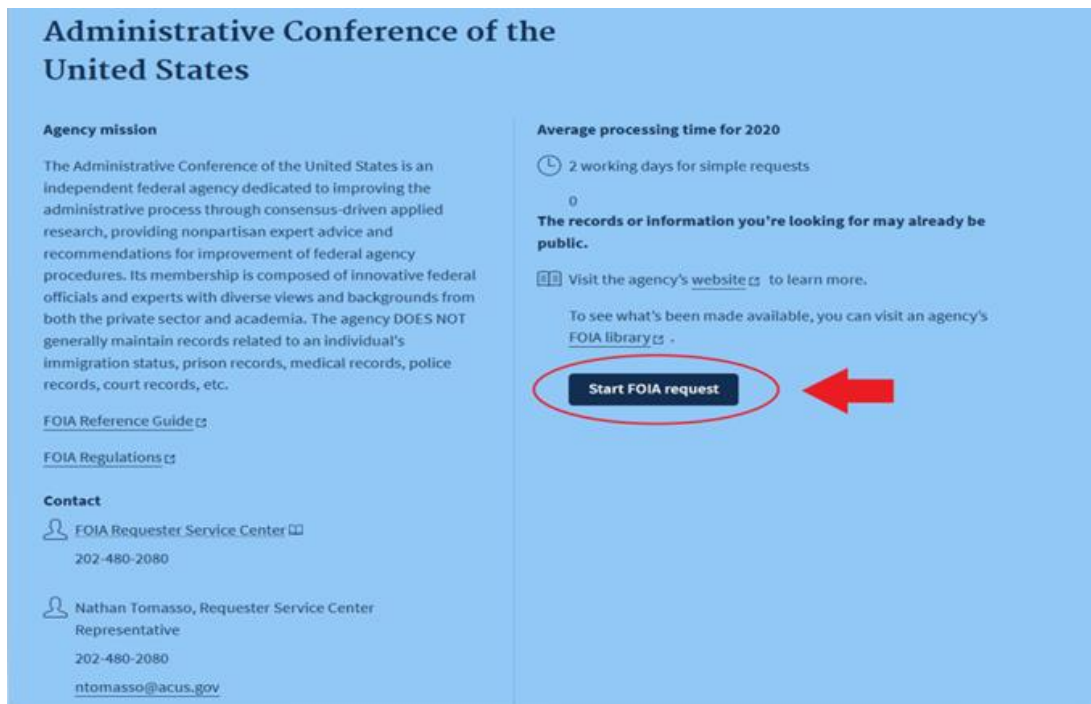 Administrative Conference of the
United States
Agency mission
The Administrative Conference of the United States is an
independent federal agency dedicated to improving the
administrative process through consensus-driven applied
research, providing nonpartisan expert advice and
recommendations for improvement of federal agency
procedures. Its membership is composed of innovative federal
officials and experts with diverse views and backgrounds from
both the private sector and academia. The agency DOES NOT
generally maintain records related to an individual's
immigration status, prison records, medical records, police
records, court records, etc.
FOIA Reference Guide
FOIA Regulations
Contact
FOIA Requester Service Center
202-480-2080
Nathan Tomasso, Requester Service Center
Representative
202-480-2080
ntomasso@acus.gov
Average processing time for 2020
2 working days for simple requests
0
The records or information you're looking for may already be
public.
Visit the agency's website to learn more.
To see what's been made available, you can visit an agency's
FOIA library .
Start FOIA request